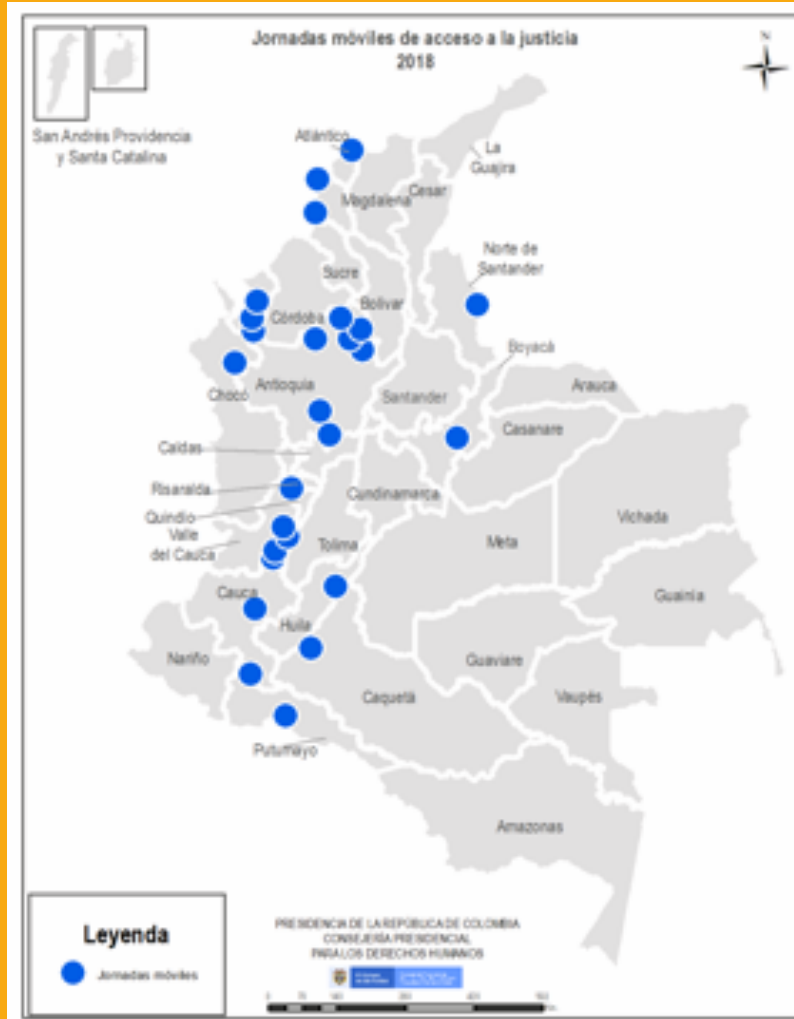 Jornadas móviles de acceso a la justicia
2018
N
San Andrés Providencia
y Santa Catalina
Atlántico
La
Guajira
Magdalena
Cesar
Norte de
Santander
Sucre
Bolívar
Córdoba
Boyacá
Antioquia
Santander
Arauca
Chocó
Casanare
Caldas
Risaralda
Cundinamarca
Quindío
Vichada
Valle
del Cauca
Tolima
Meta
Cauca
Guainía
Huila
Nariño
Guaviare
Caquetá
Vaupés
Putumayo
Amazonas
Leyenda
Jornadas móviles
PRESIDENCIA DE LA REPÚBLICA DE COLOMBIA
CONSEJERÍA PRESIDENCIAL
PARA LOS DERECHOS HUMANOS